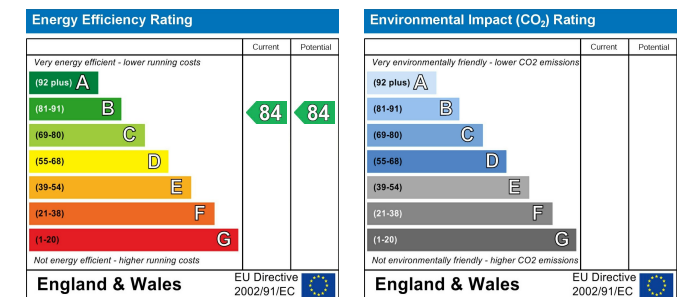 Energy Efficiency Rating
Current Potential
Very energy efficient - lower running costs
(92 plus) A
(81-91) B 84 84
(69-80) C
(55-68) D
(39-54) E
(21-38) F
(1-20) G
Not energy efficient - higher running costs
England & Wales
EU Directive
2002/91/EC
Environmental Impact (CO2) Rating
Current Potential
Very environmentally friendly - lower CO2 emissions
(92 plus) A
(81-91) B
(69-80) C
(55-68) D
(39-54) E
(21-38) F
(1-20) G
Not environmentally friendly - higher CO2 emissions
England & Wales
EU Directive
2002/91/EC